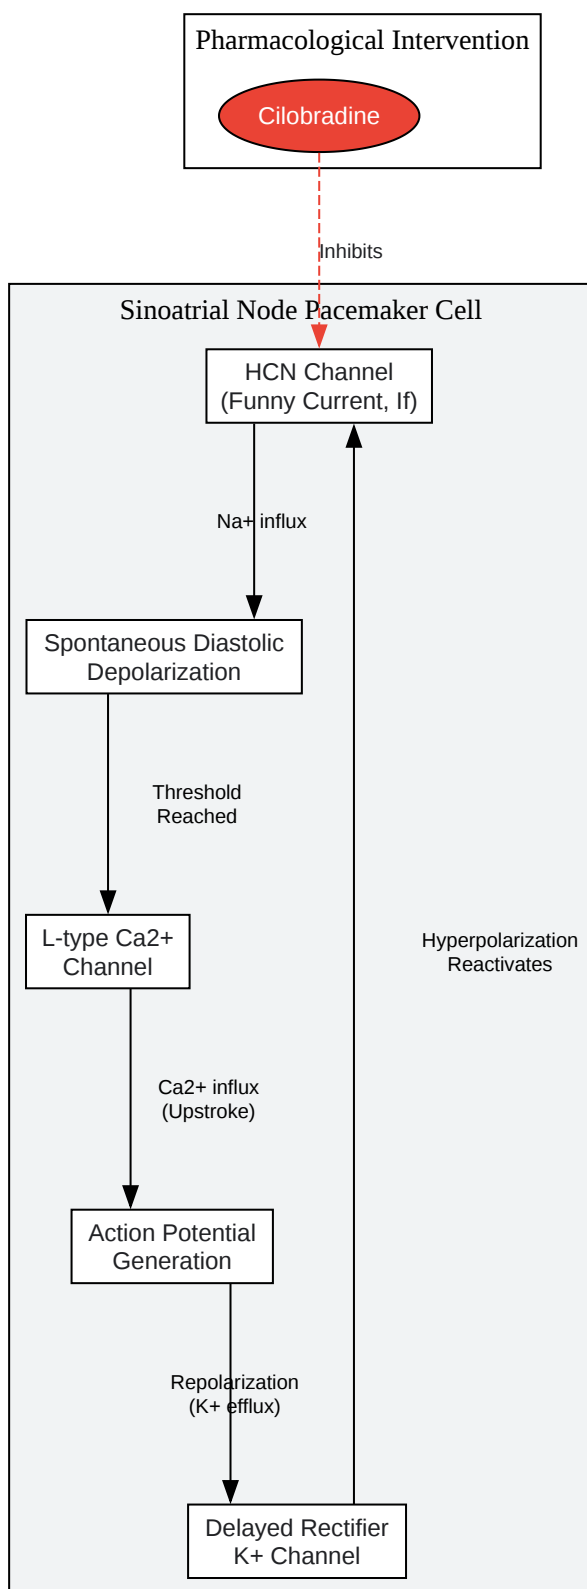 Pharmacological Intervention
Cilobradine
Inhibits
Sinoatrial Node Pacemaker Cell
HCN Channel
(Funny Current, If)
Na+ influx
Spontaneous Diastolic
Depolarization
Threshold
Reached
L-type Ca2+
Channel
Hyperpolarization
Reactivates
Ca2+ influx
(Upstroke)
Action Potential
Generation
Repolarization
(K+ efflux)
Delayed Rectifier
K+ Channel